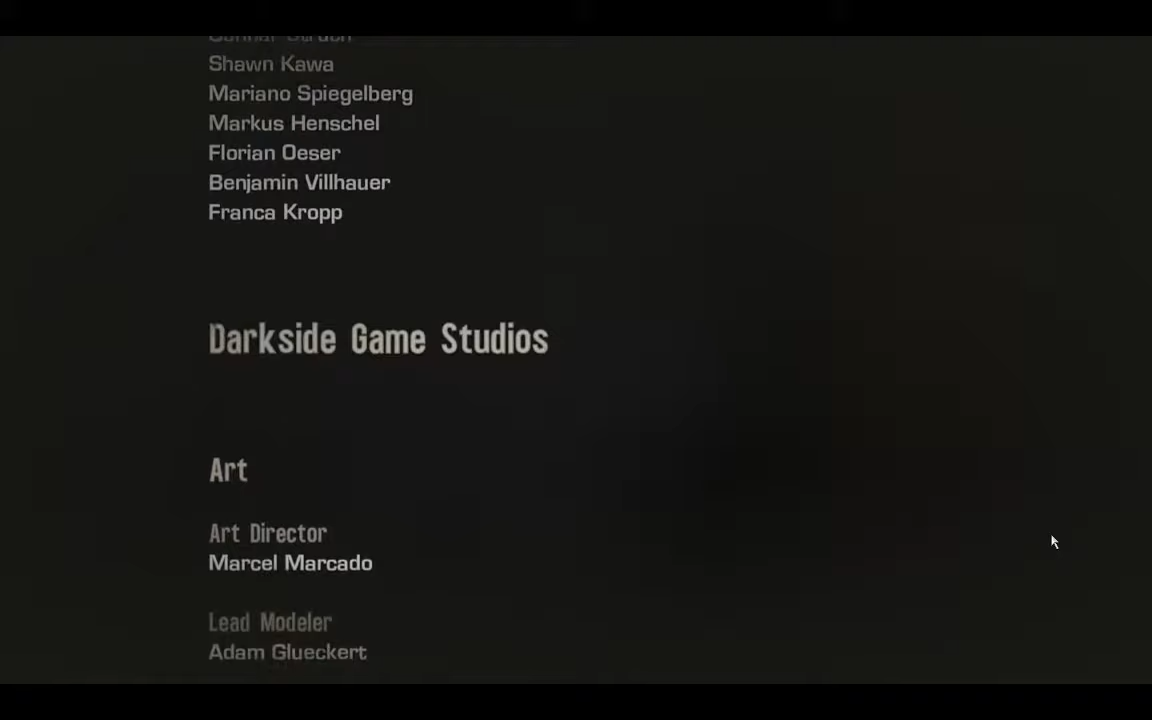 Shawn Kawa
Mariano Spiegelberg
Markus Henschel
Florian Oeser
Benjamin Villhauer
Franca Kropp
Darkside Game Studios
Art
Art Director
Marcel Marcado
Lead Modeler
Adam Glueckert